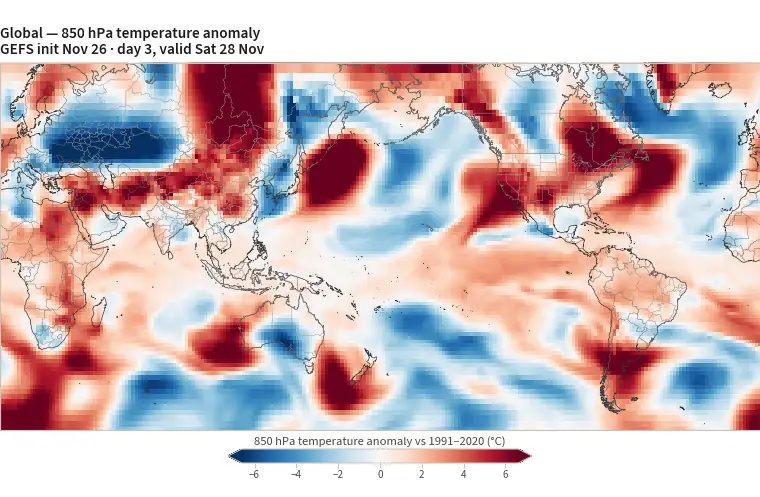 Global — 850 hPa temperature anomaly
GEFS init Nov 26 · day 3, valid Sat 28 Nov
850 hPa temperature anomaly vs 1991–2020 (°C)
−6 −4 −2 0 2 4 6